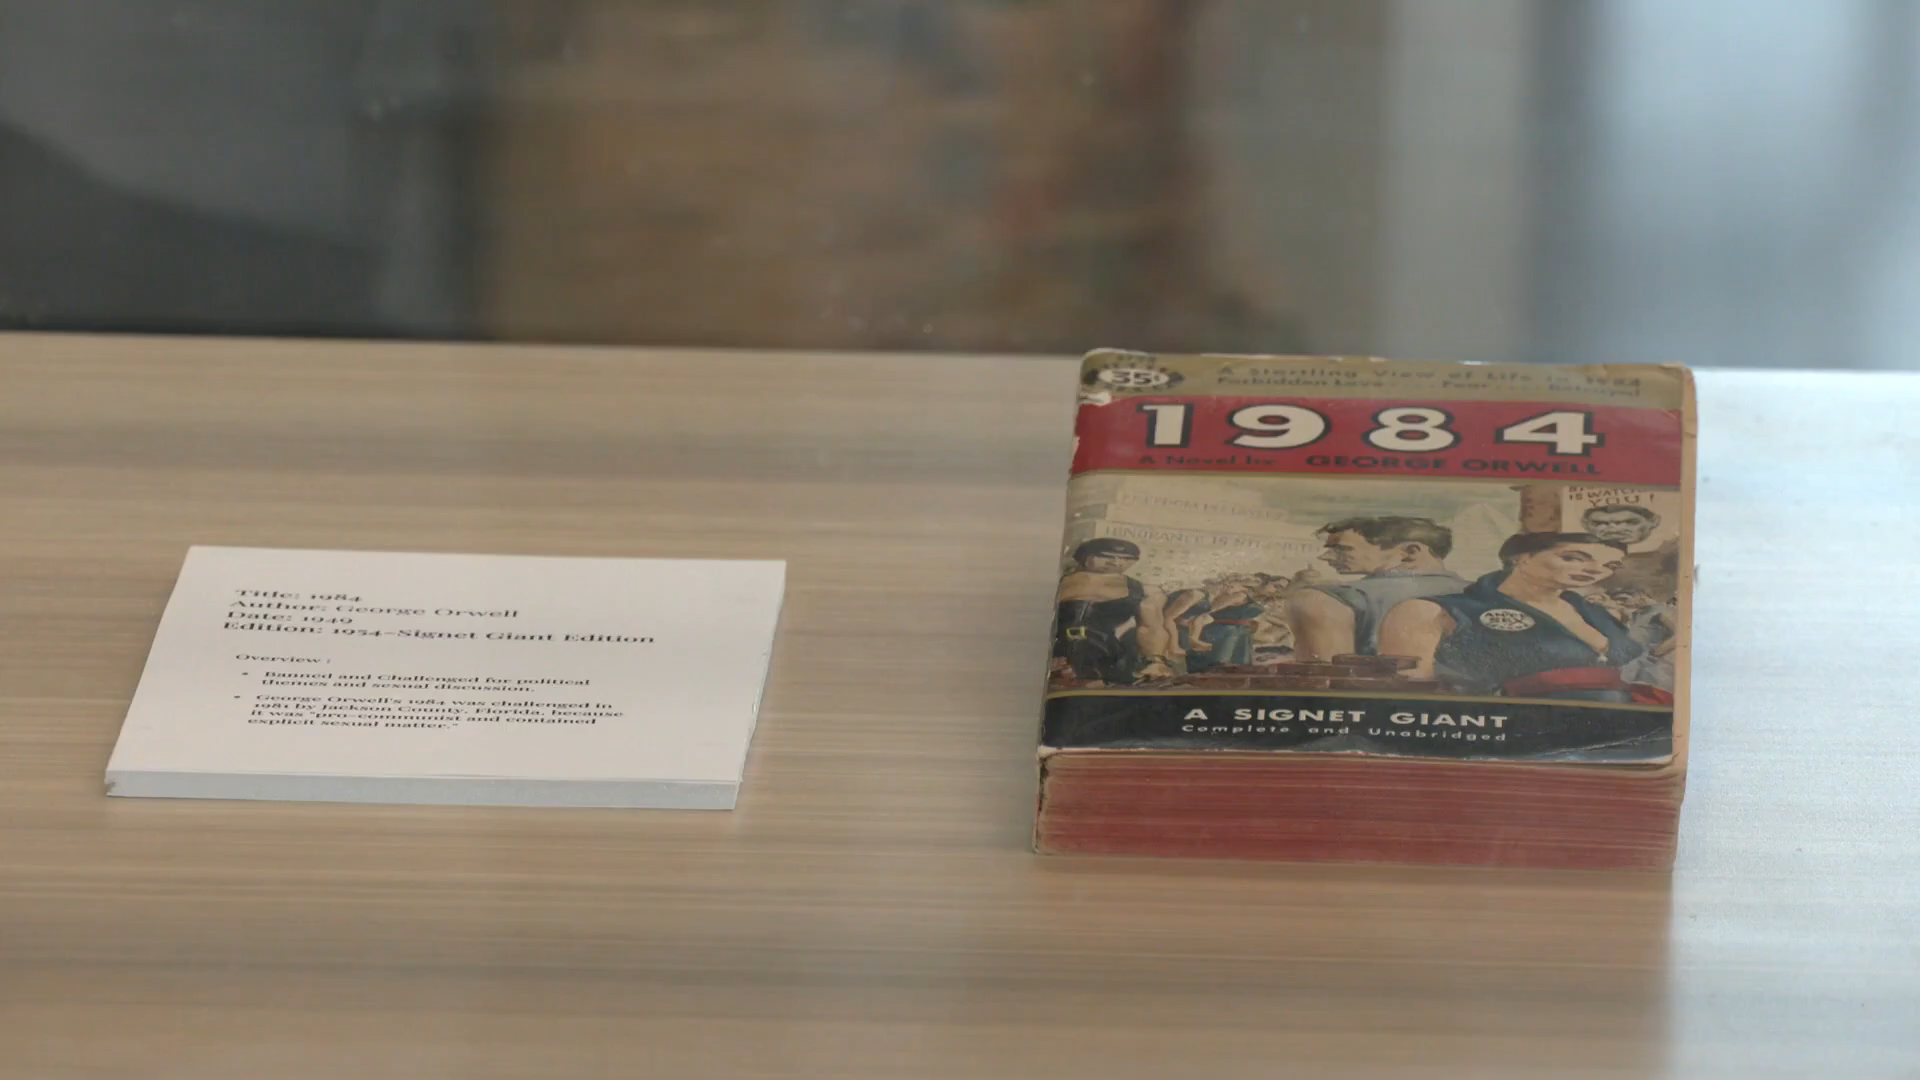 Title: 1984
Author: George Orwell
Date: 1949
Edition: 1954-Signet Giant Edition
Overview :
• Banned and Challenged for political
themes and sexual discussion.
• George Orwell's 1984 was challenged in
1981 by Jackson County, Florida, because
it was "pro-communist and contained
explicit sexual matter."
35¢
A Startling View of Life in 1984
Forbidden Love .... Fear .... Betrayal
1984
A Novel by GEORGE ORWELL
IGNORANCE IS
IS WATCH
YOU!
A SIGNET GIANT
Complete and Unabridged